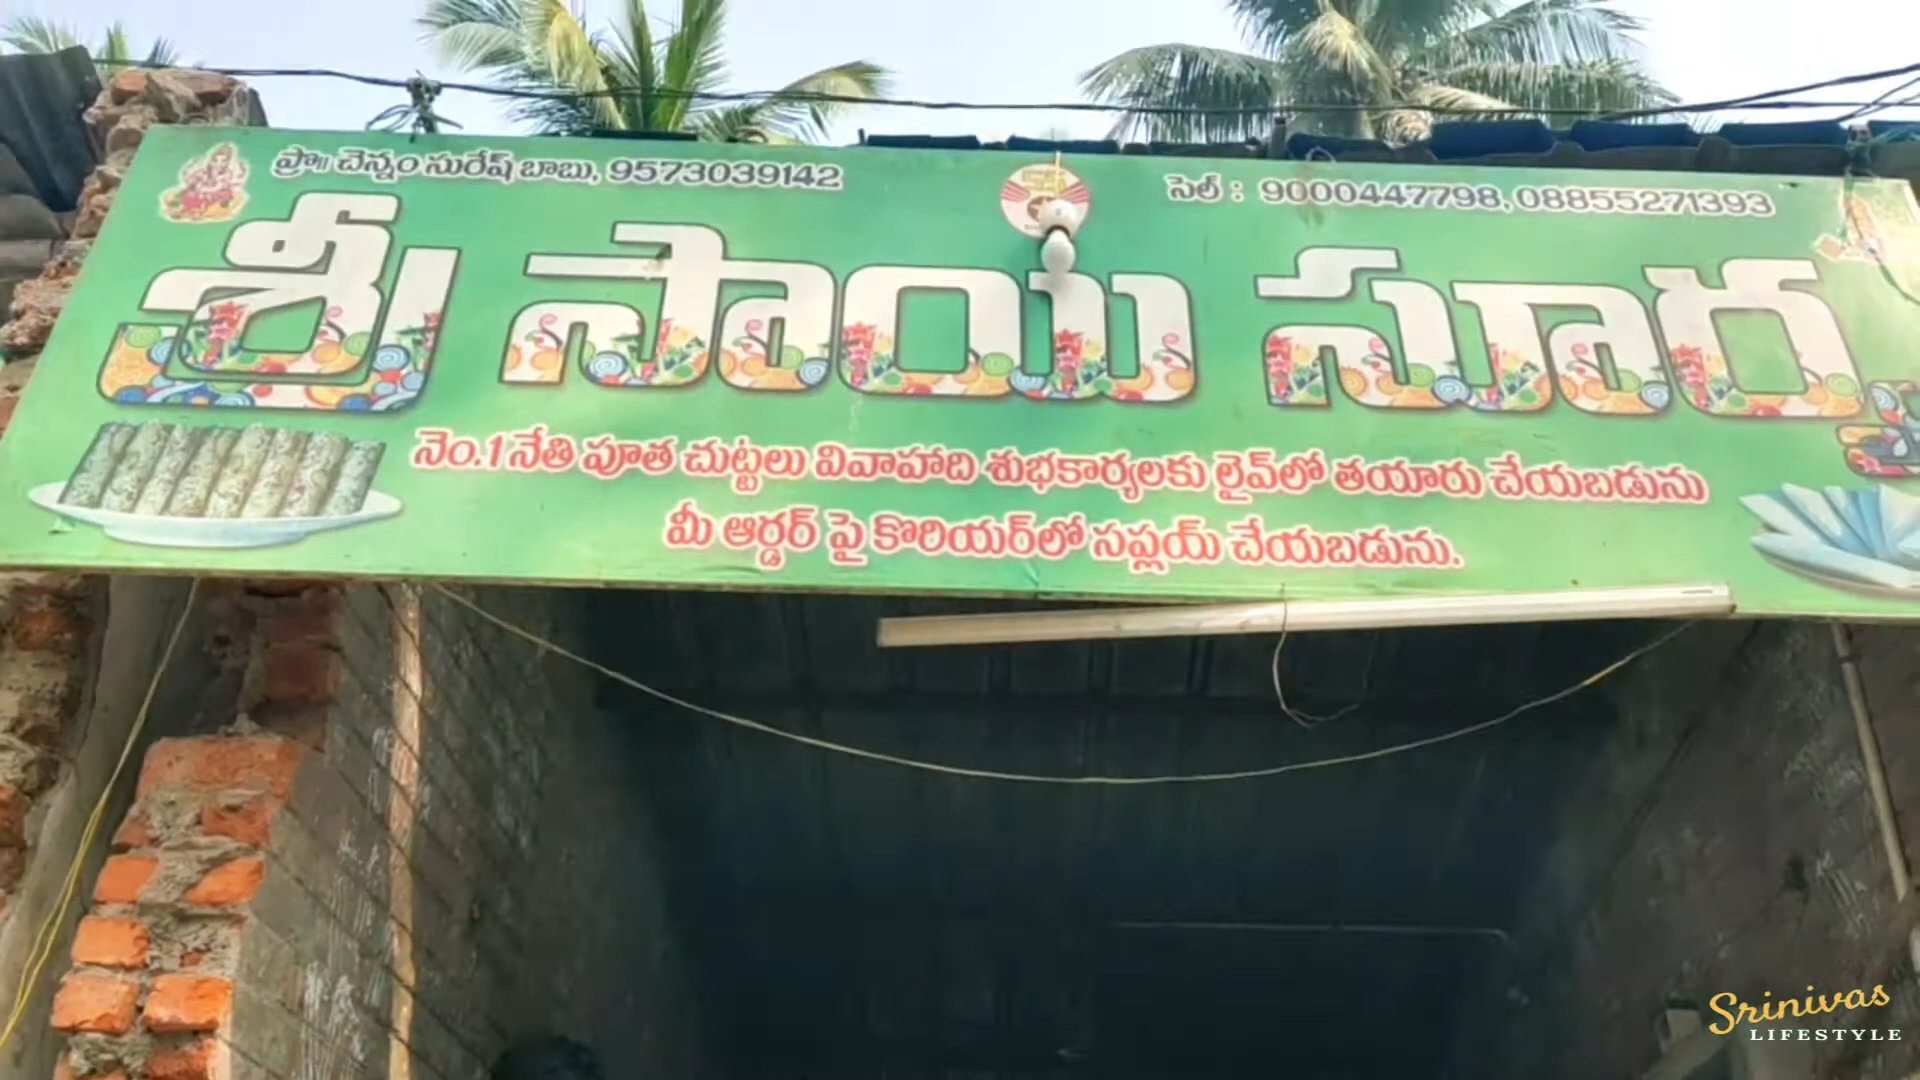 ప్రొ॥ చెన్నం సురేష్ బాబు, 9573039142
సెల్ : 9000447798, 08855271393
శ్రీ సాయి సూర్య
నెం.1 నేతి పూత చుట్టలు వివాహాది శుభకార్యలకు లైవ్‌లో తయారు చేయబడును
మీ ఆర్డర్ పై కొరియర్‌లో సప్లయ్ చేయబడును.
Srinivas
LIFESTYLE